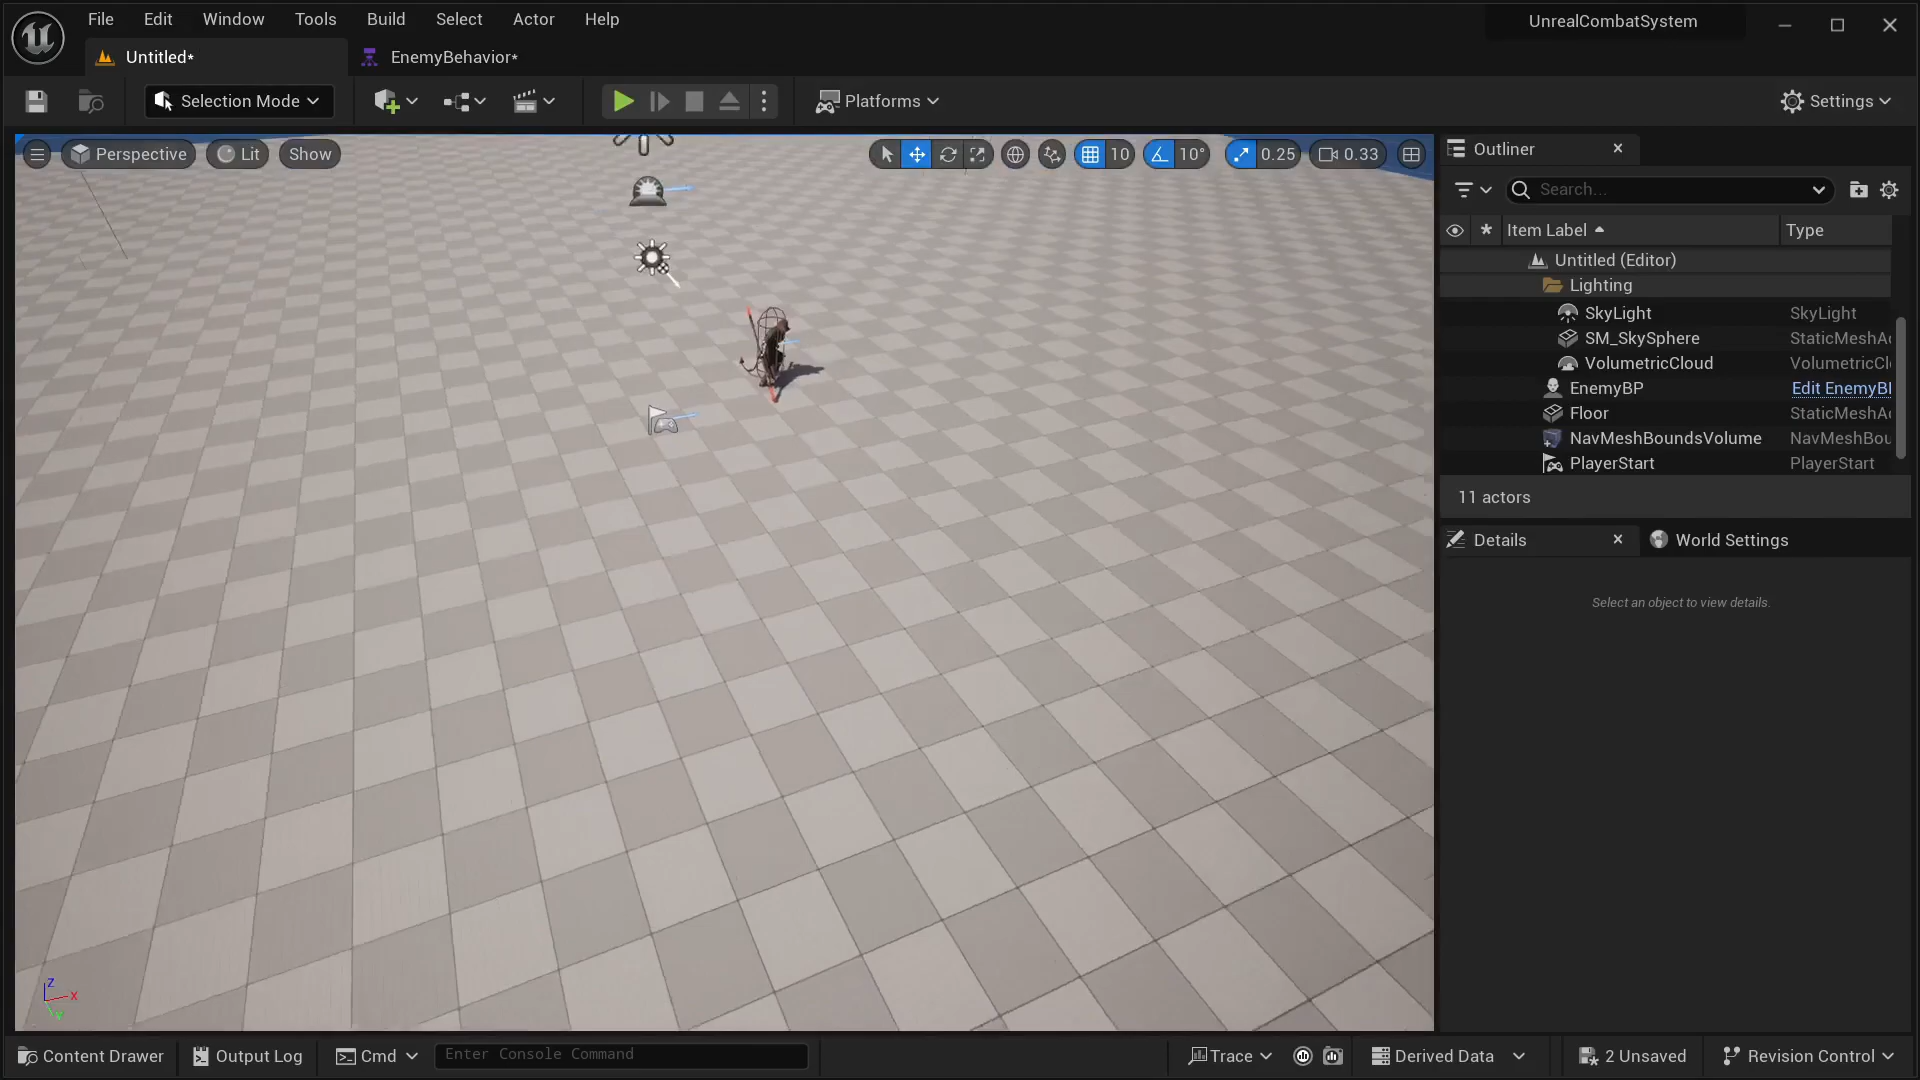 File Edit Window Tools Build Select Actor Help
UnrealCombatSystem
Untitled*
EnemyBehavior*
Selection Mode
Platforms
Settings
Perspective Lit Show
10 10° 0.25 0.33
Outliner
Search...
Item Label Type
Untitled (Editor)
Lighting
SkyLight SkyLight
SM_SkySphere StaticMeshA
VolumetricCloud VolumetricCl
EnemyBP Edit EnemyB
Floor StaticMeshA
NavMeshBoundsVolume NavMeshBou
PlayerStart PlayerStart
11 actors
Details World Settings
Select an object to view details.
Z
X
Y
Content Drawer Output Log Cmd Enter Console Command Trace Derived Data 2 Unsaved Revision Control